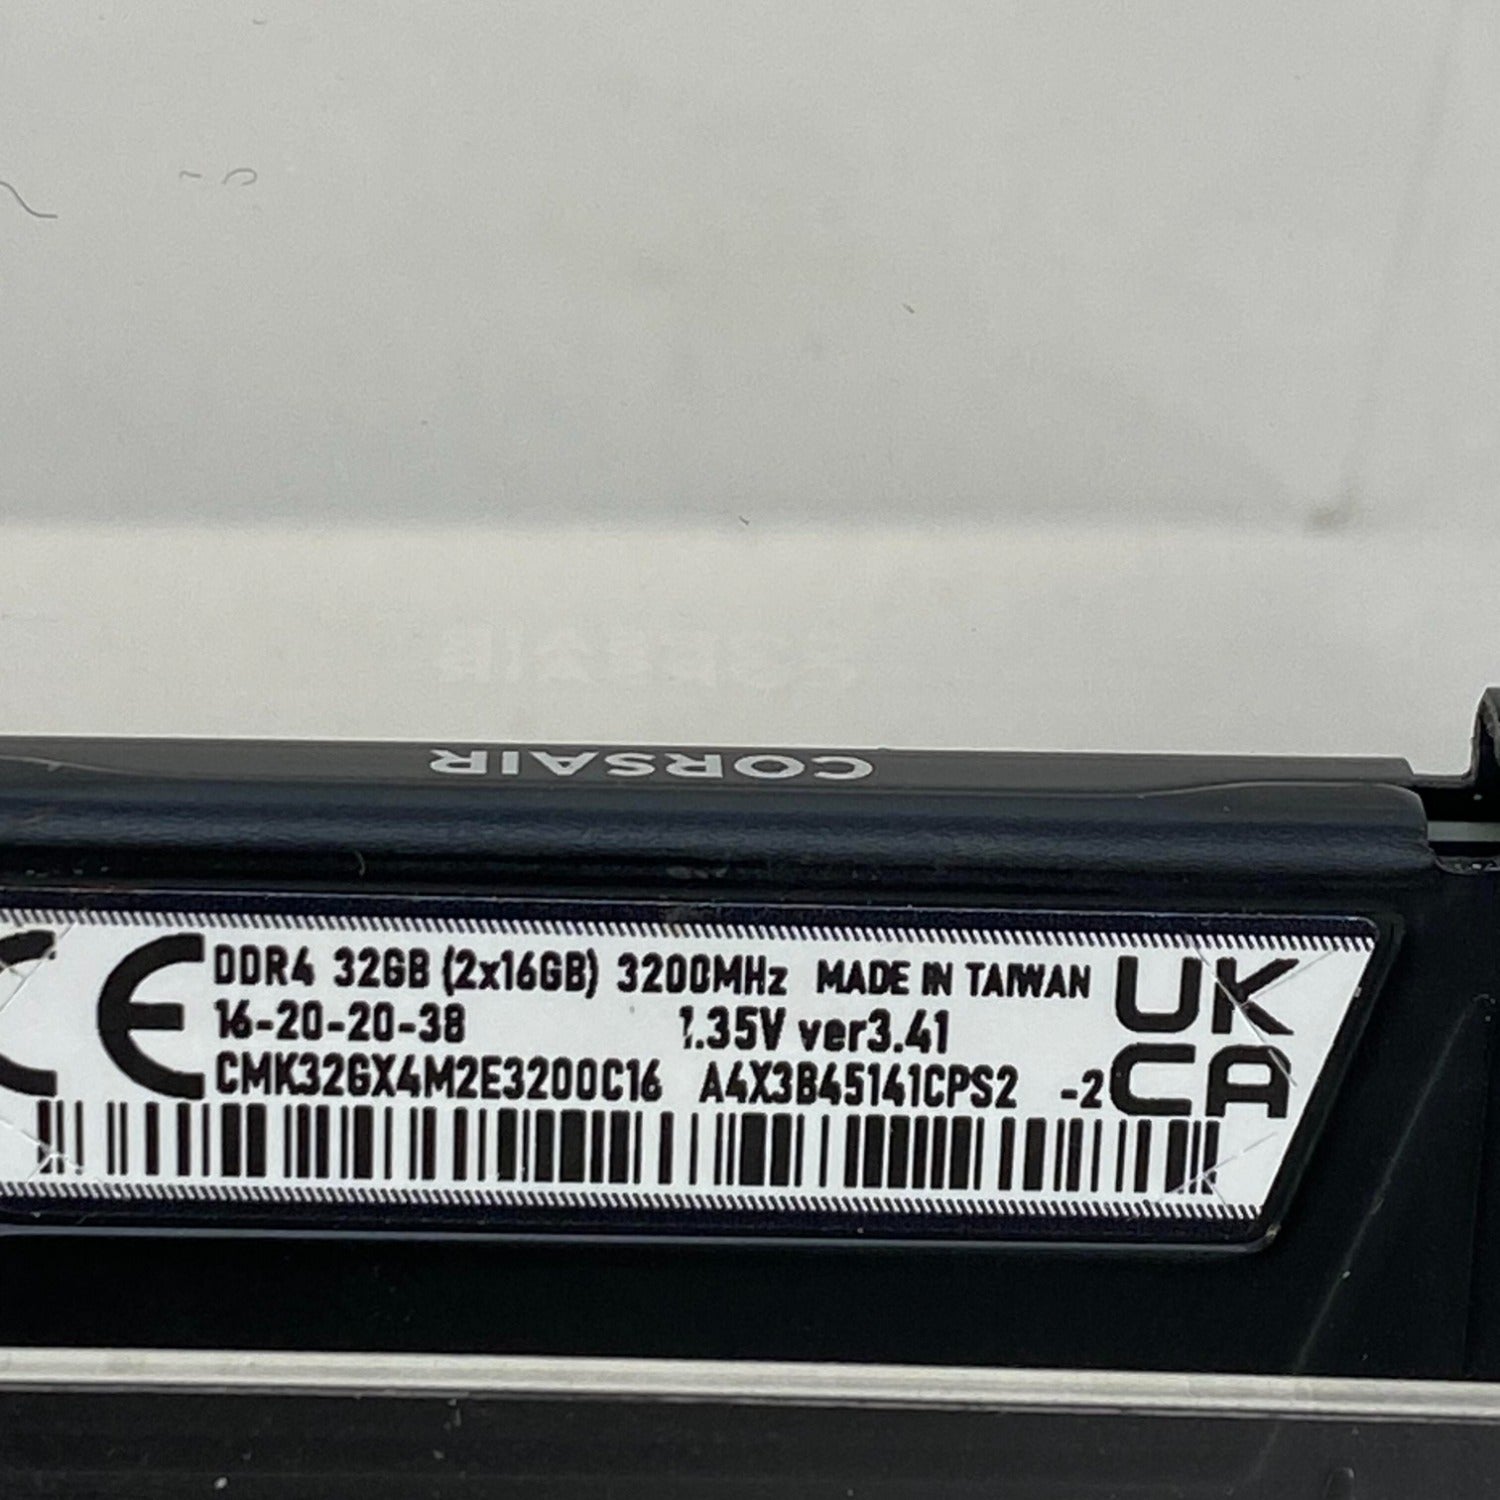 CORSAIR
CE DDR4 32GB (2x16GB) 3200MHz MADE IN TAIWAN UK
16-20-20-38 1.35V ver3.41
CMK32GX4M2E3200C16 A4X3B45141CPS2 -2 CA